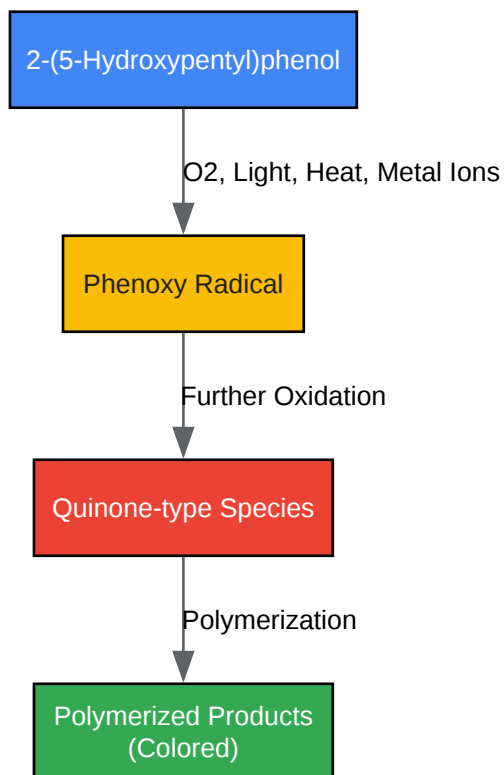 2-(5-Hydroxypentyl)phenol
O2, Light, Heat, Metal Ions
Phenoxy Radical
Further Oxidation
Quinone-type Species
Polymerization
Polymerized Products
(Colored)